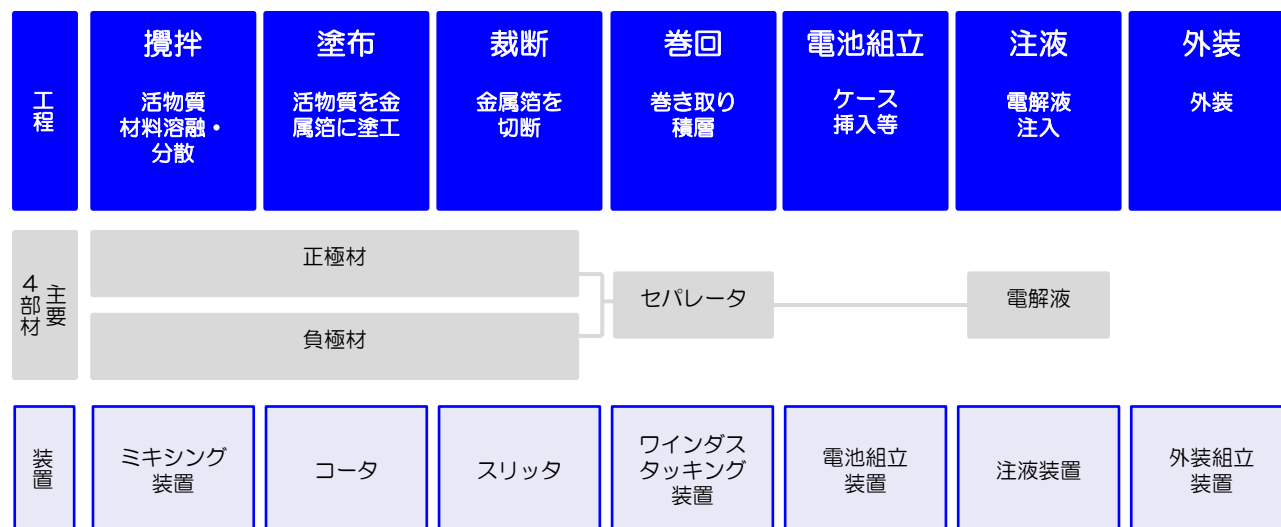 工程
攪拌
活物質
材料溶融・
分散
塗布
活物質を金
属箔に塗工
裁断
金属箔を
切断
巻回
巻き取り
積層
電池組立
ケース
挿入等
注液
電解液
注入
外装
外装
主要
４部材
正極材
負極材
セパレータ
電解液
装置
ミキシング
装置
コータ
スリッタ
ワインダス
タッキング
装置
電池組立
装置
注液装置
外装組立
装置